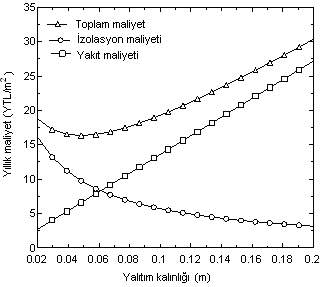 Toplam maliyet
İzolasyon maliyeti
Yakıt maliyeti
Yıllık maliyet (YTL/m²)
35
30
25
20
15
10
5
0
0.02 0.04 0.06 0.08 0.1 0.12 0.14 0.16 0.18 0.2
Yalıtım kalınlığı (m)